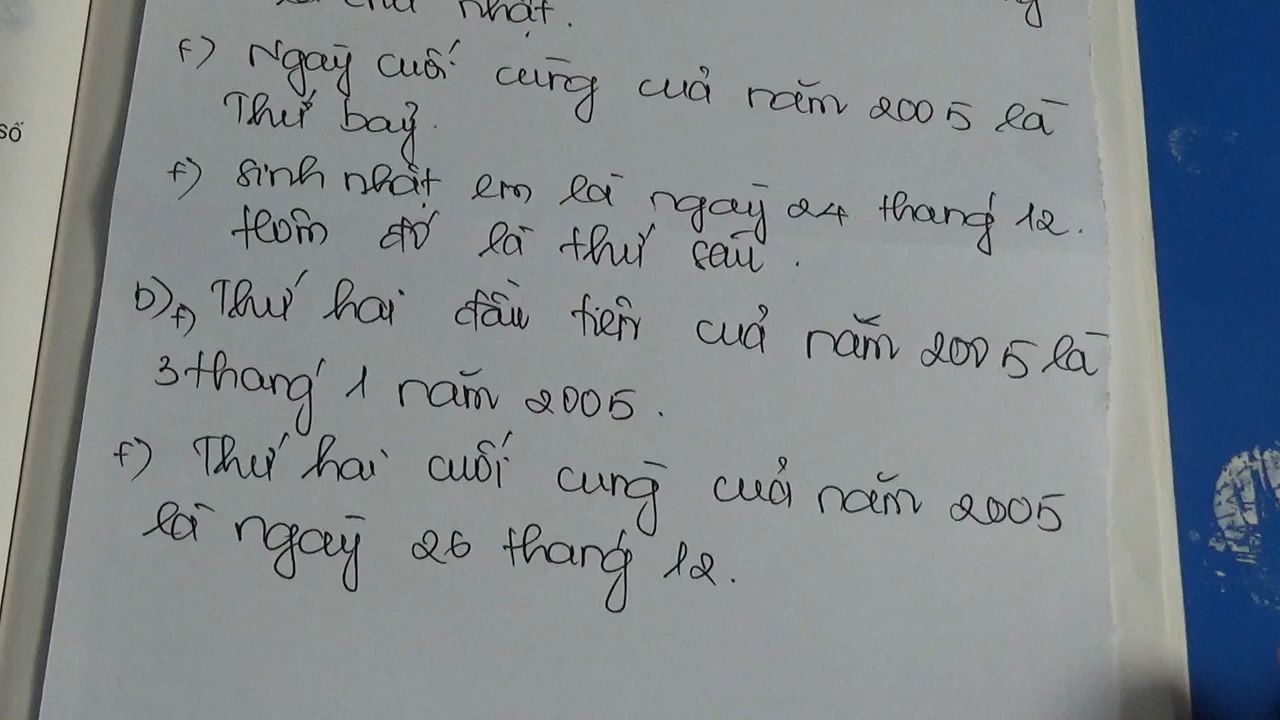 nhật.
số
+) Ngày cuối cùng của năm 2005 là
Thứ bảy.
+) sinh nhật em là ngày 24 tháng 12.
hôm đó là thứ sáu.
b) +) Thứ hai đầu tiên của năm 2005 là
3 tháng 1 năm 2005.
+) Thứ hai cuối cùng của năm 2005
là ngày 26 tháng 12.